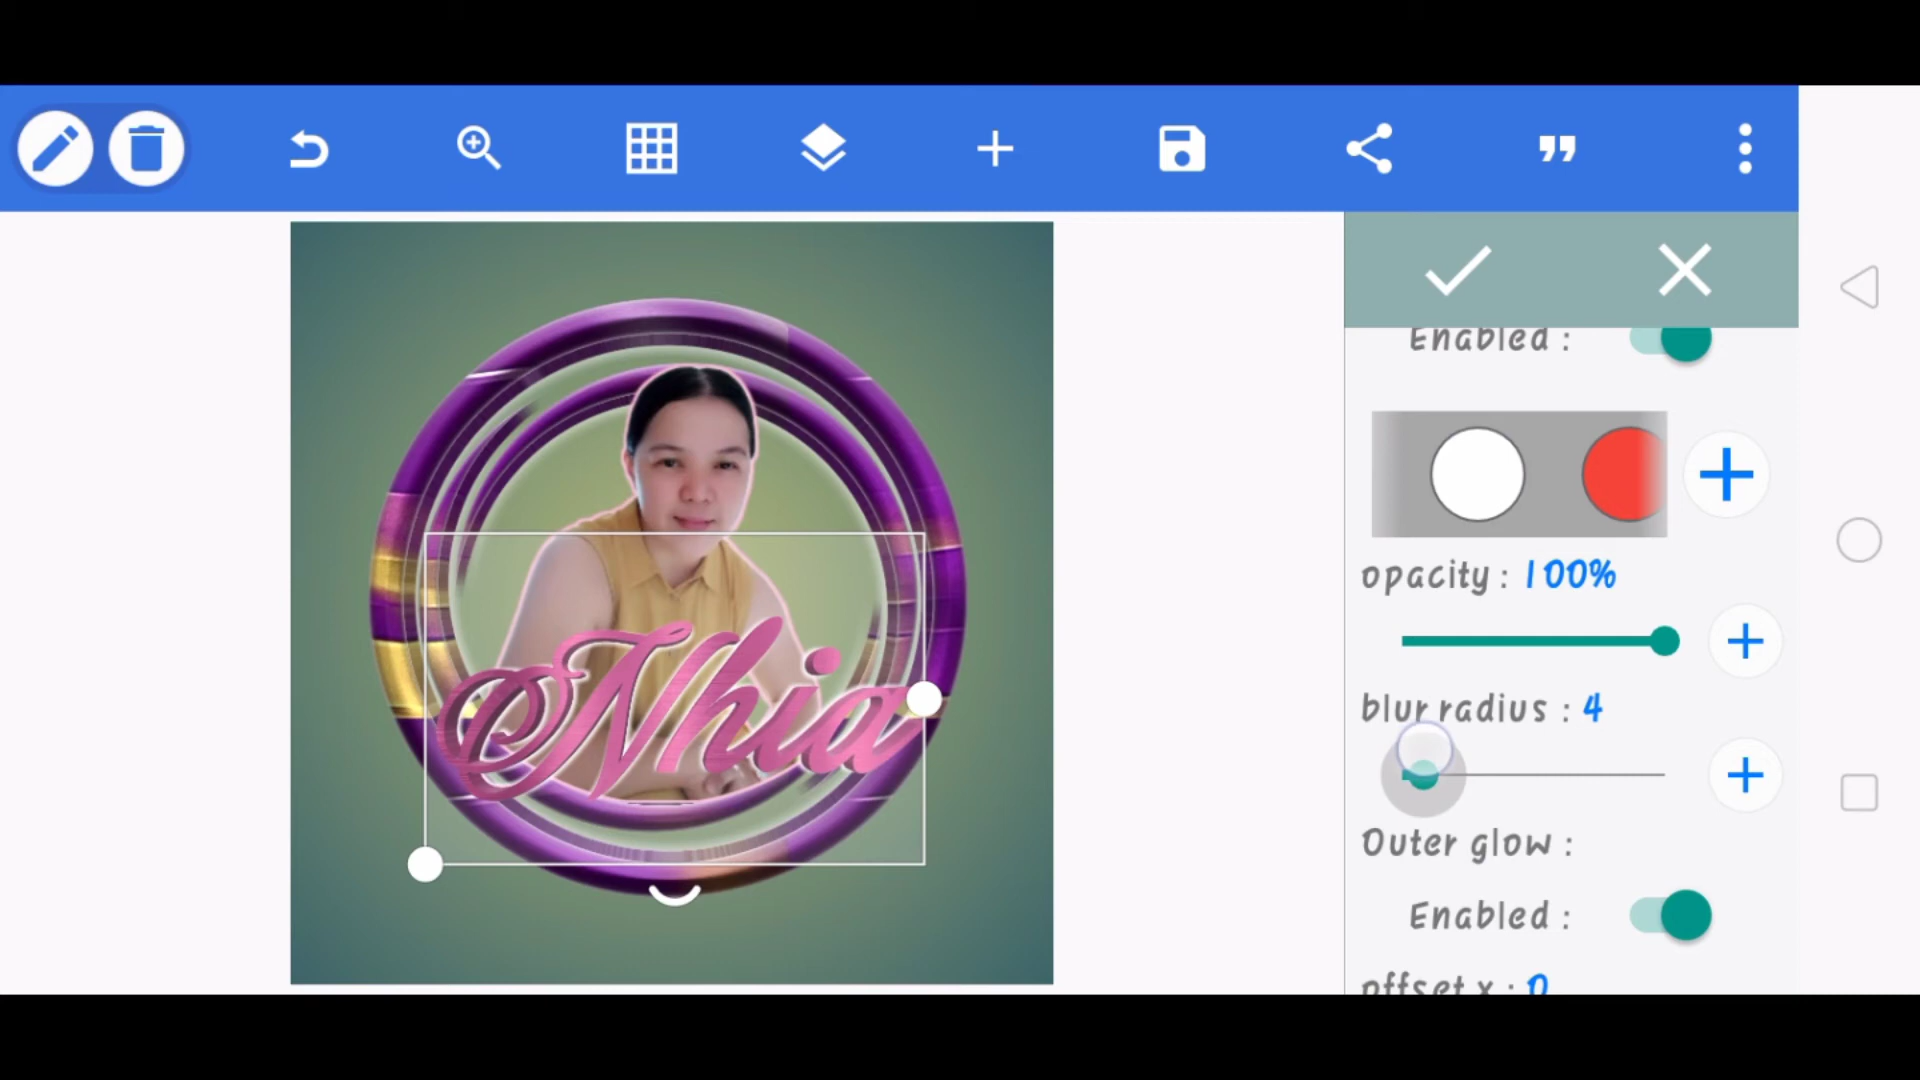 Enabled :
opacity : 100%
blur radius : 4
Outer glow :
Enabled :
offset x : 0
Nhia